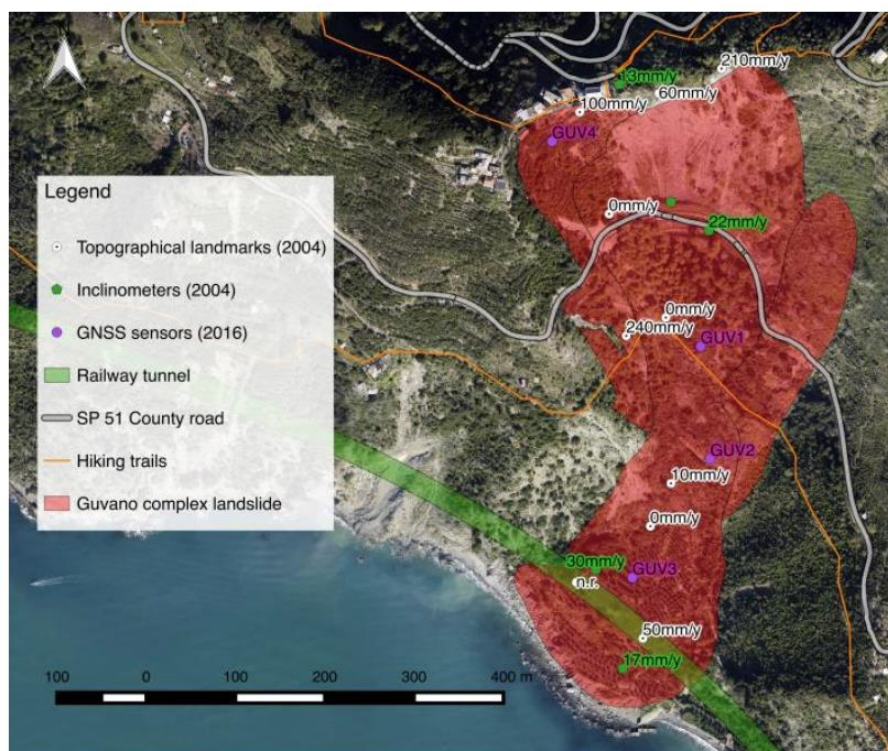 210mm/y
13mm/y
60mm/y
100mm/y
GUV4
Legend
0mm/y
22mm/y
Topographical landmarks (2004)
Inclinometers (2004)
0mm/y
GNSS sensors (2016)
240mm/y
GUV1
Railway tunnel
SP 51 County road
Hiking trails
GUV2
10mm/y
Guvano complex landslide
0mm/y
30mm/y
GUV3
n.r.
50mm/y
17mm/y
100 0 100 200 300 400 m